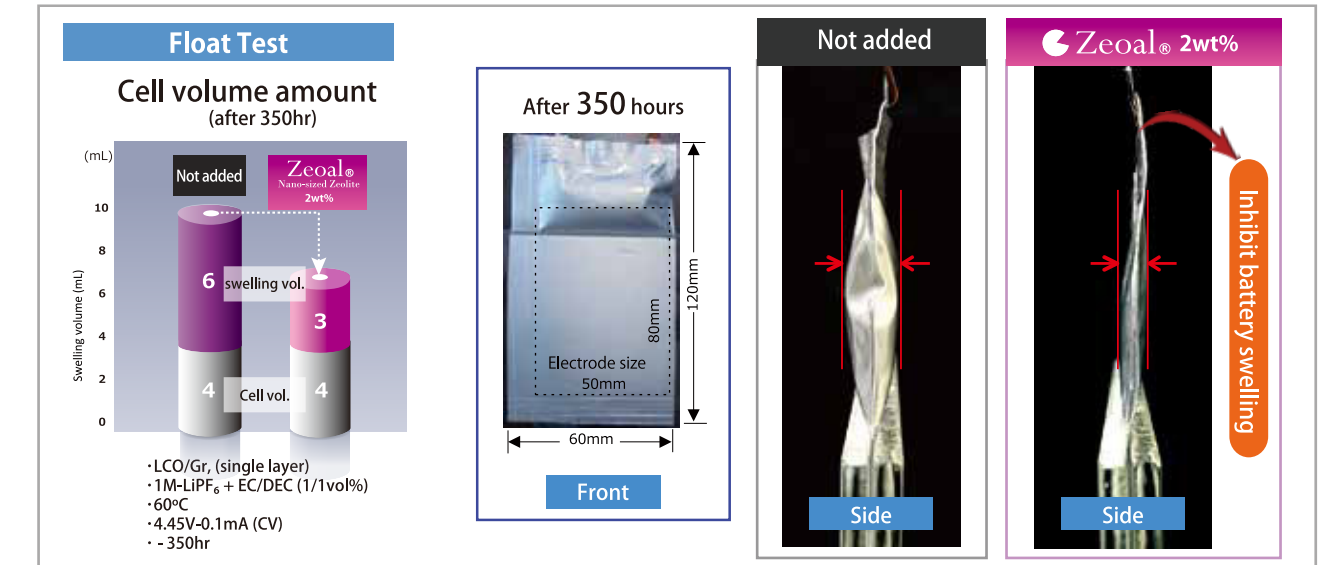 Float Test
Cell volume amount
(after 350hr)
(mL)
Not added
Zeoal®
Nano-sized Zeolite
2wt%
10
8
6
4
2
0
Swelling volume (mL)
6
swelling vol.
3
4
Cell vol.
4
・LCO/Gr, (single layer)
・1M-LiPF₆ + EC/DEC (1/1vol%)
・60ºC
・4.45V-0.1mA (CV)
・ - 350hr
After 350 hours
120mm
80mm
Electrode size
50mm
60mm
Front
Not added
Side
Zeoal® 2wt%
Inhibit battery swelling
Side